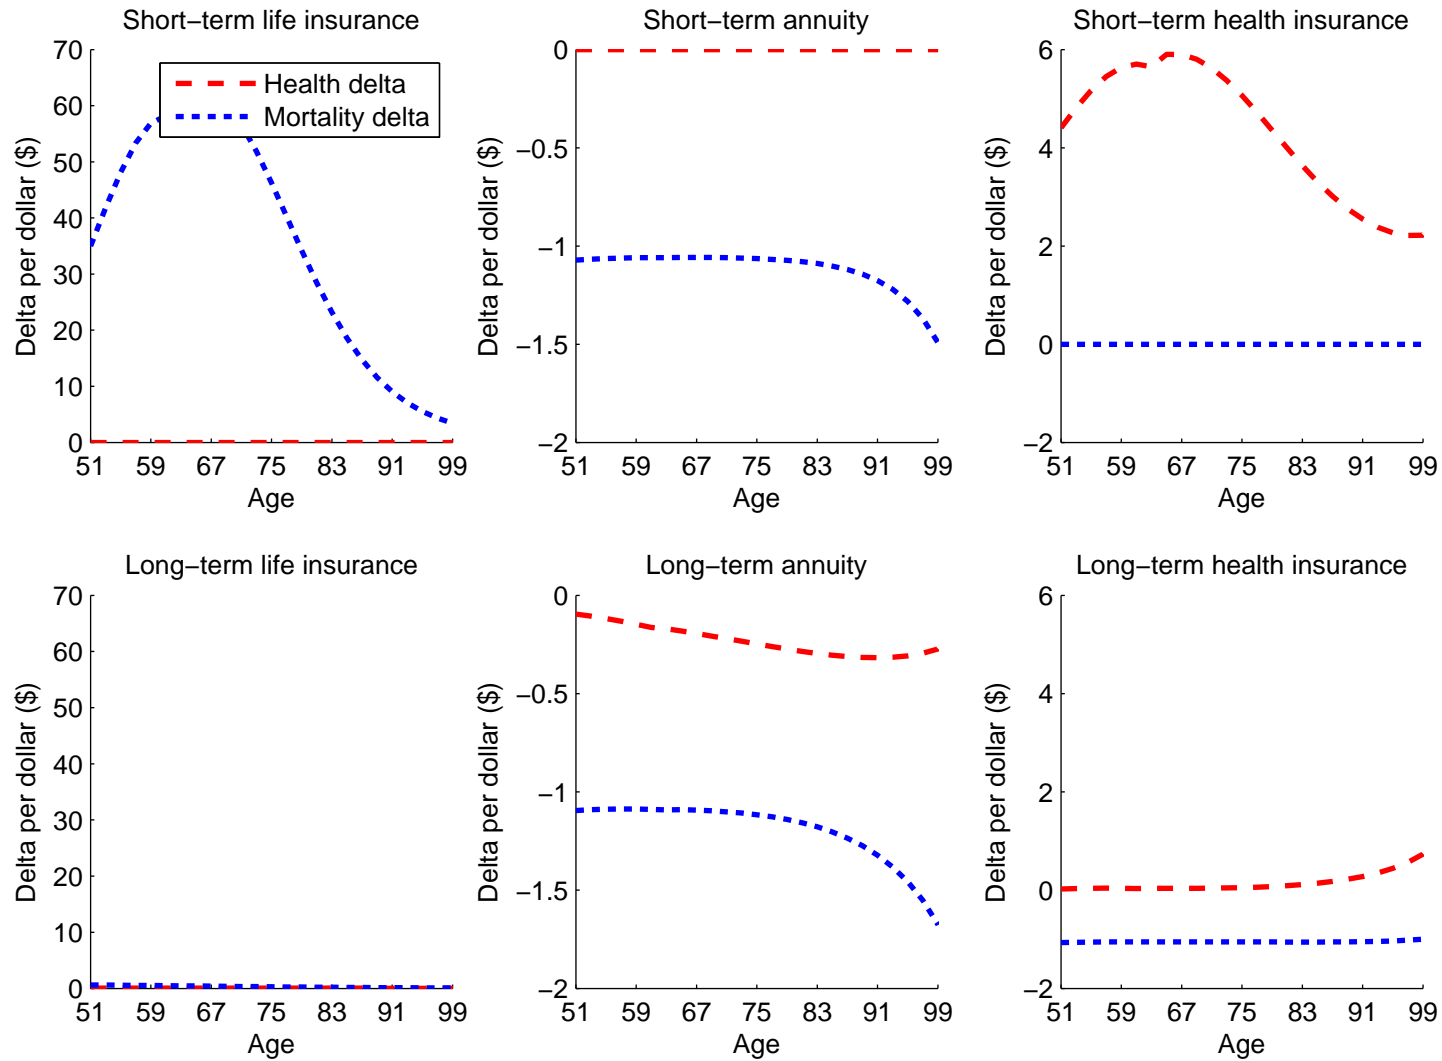 Short−term life insurance
70
60
50
40
30
20
10
0
Delta per dollar ($)
Health delta
Mortality delta
51 59 67 75 83 91 99
Age
Short−term annuity
0
−0.5
−1
−1.5
−2
Delta per dollar ($)
51 59 67 75 83 91 99
Age
Short−term health insurance
6
4
2
0
−2
Delta per dollar ($)
51 59 67 75 83 91 99
Age
Long−term life insurance
70
60
50
40
30
20
10
0
Delta per dollar ($)
51 59 67 75 83 91 99
Age
Long−term annuity
0
−0.5
−1
−1.5
−2
Delta per dollar ($)
51 59 67 75 83 91 99
Age
Long−term health insurance
6
4
2
0
−2
Delta per dollar ($)
51 59 67 75 83 91 99
Age